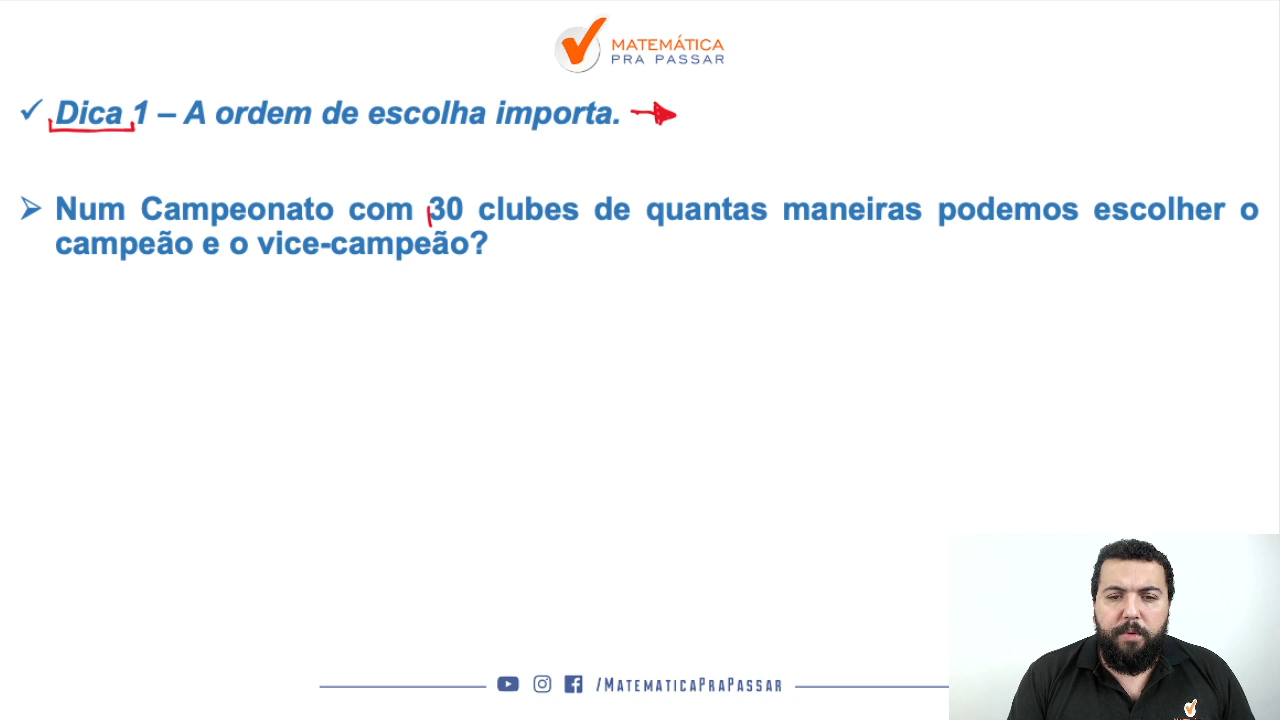 MATEMÁTICA
PRA PASSAR
Dica 1 – A ordem de escolha importa.
Num Campeonato com 30 clubes de quantas maneiras podemos escolher o
campeão e o vice-campeão?
/MATEMATICAPRAPASSAR